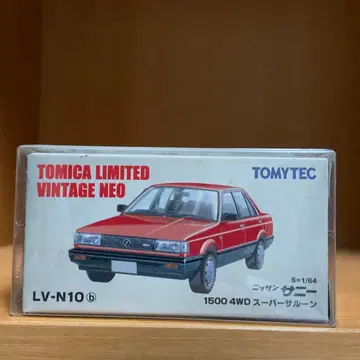 TOMICA LIMITED
VINTAGE NEO
TOMYTEC
S=1/64
ニッサン サニー
LV-N10 ⓑ
1500 4WD スーパーサルーン